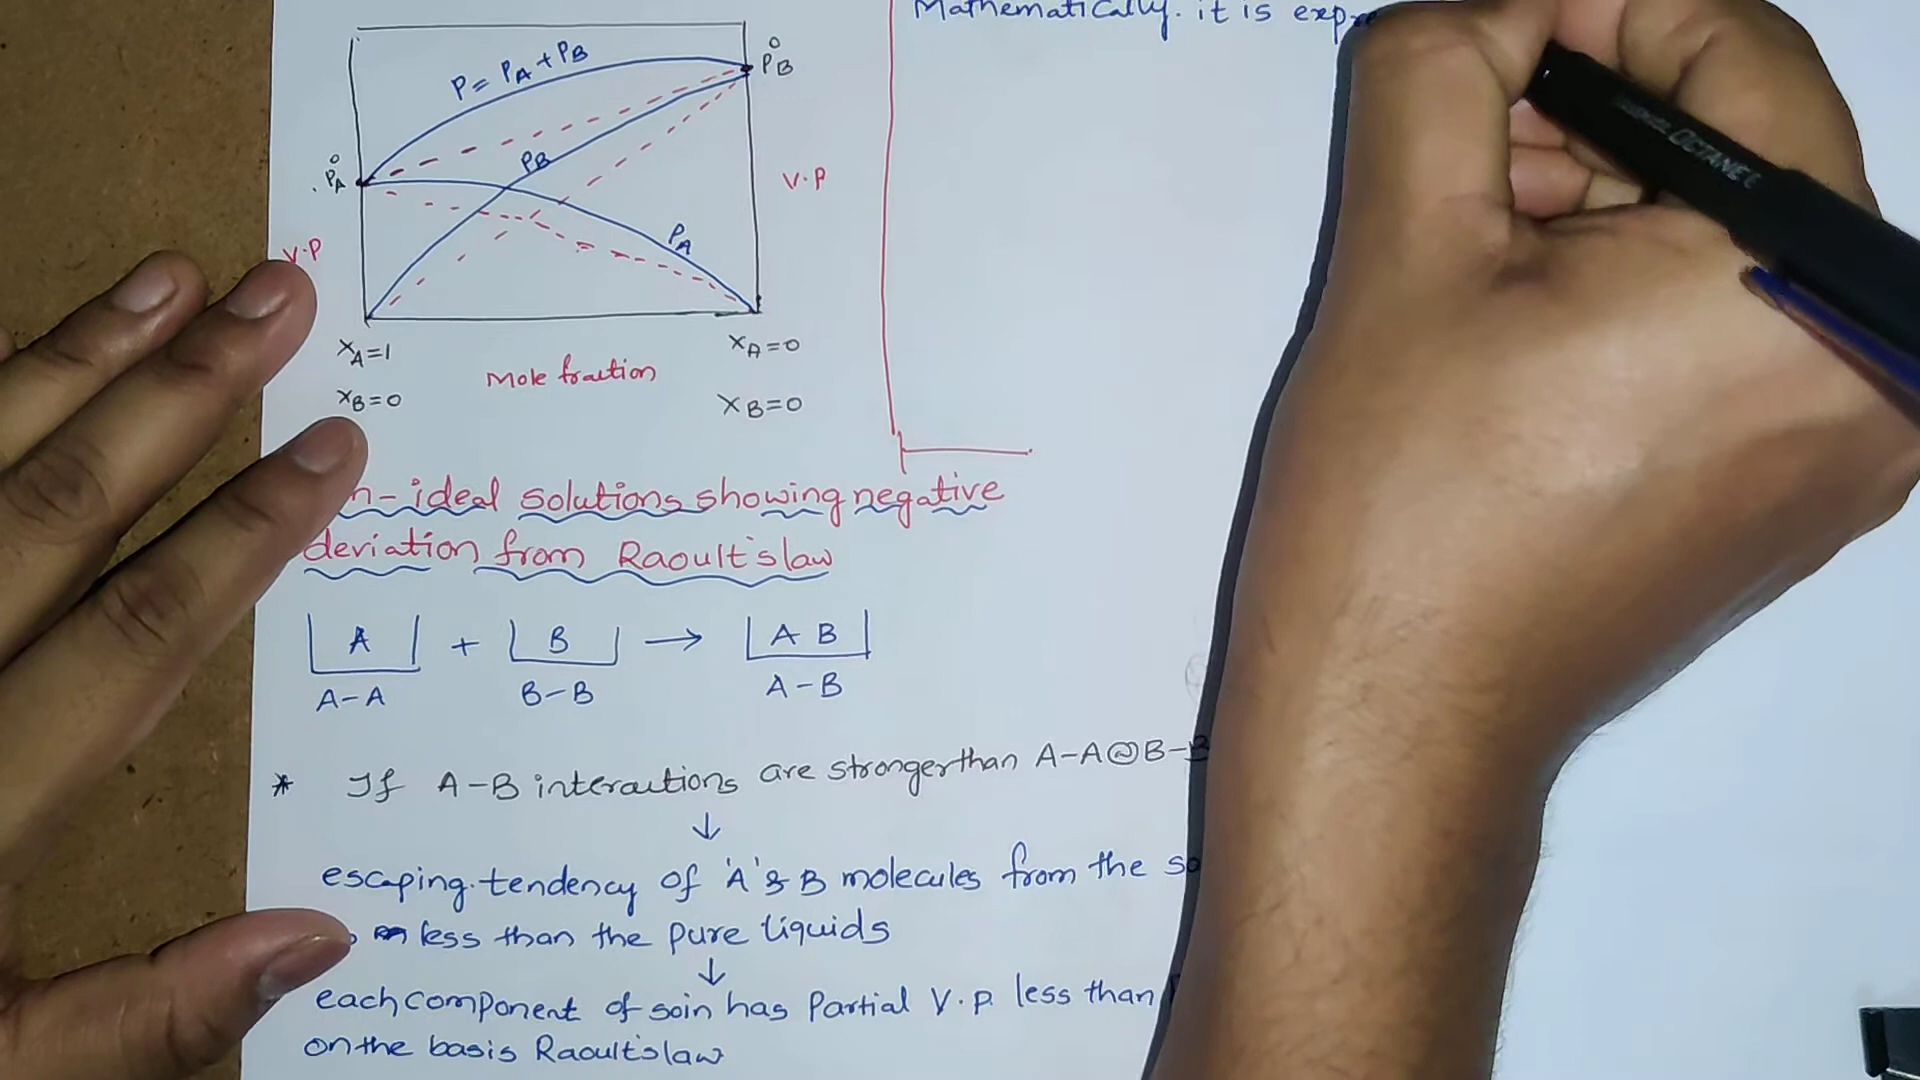 Mathematically. it is
P = PA + PB
P°B
P°A
PB
PA
V.P
V.P
XA=1
XA=0
Mole fraction
XB=0
XB=0
n-ideal solutions showing negative
deviation from Raoult's law
A + B → A B
A-A B-B A-B
* If A-B interactions are stronger than A-A @ B-B
↓
escaping.tendency of 'A' & B molecules from the
less than the pure liquids
↓
each component of soln has Partial V.p. less than
on the basis Raoult's law
OCTANE